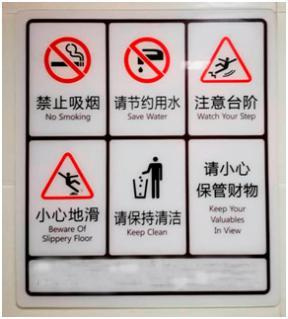 禁止吸烟
No Smoking
请节约用水
Save Water
注意台阶
Watch Your Step
小心地滑
Beware Of
Slippery Floor
请保持清洁
Keep Clean
请小心
保管财物
Keep Your
Valuables
In View